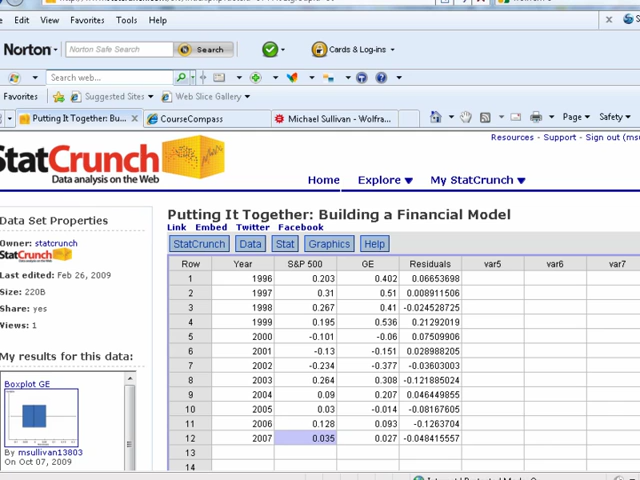 Edit View Favorites Tools Help
Norton Norton Safe Search Search Cards & Log-ins
Search web...
Favorites Suggested Sites Web Slice Gallery
Putting It Together: Bu... CourseCompass Michael Sullivan - Wolfra... Page Safety
Resources - Support - Sign out
StatCrunch
Data analysis on the Web
Home Explore My StatCrunch
Data Set Properties
Owner: statcrunch
StatCrunch
Last edited: Feb 26, 2009
Size: 220B
Share: yes
Views: 1
My results for this data:
Boxplot GE
By msullivan13803
On Oct 07, 2009
Putting It Together: Building a Financial Model
Link Embed Twitter Facebook
StatCrunch Data Stat Graphics Help
Row Year S&P 500 GE Residuals var5 var6 var7
1 1996 0.203 0.402 0.06653698
2 1997 0.31 0.51 0.008911506
3 1998 0.267 0.41 -0.024528725
4 1999 0.195 0.536 0.21292019
5 2000 -0.101 -0.06 0.07509906
6 2001 -0.13 -0.151 0.028988205
7 2002 -0.234 -0.377 -0.03603003
8 2003 0.264 0.308 -0.121885024
9 2004 0.09 0.207 0.046449855
10 2005 0.03 -0.014 -0.08167605
11 2006 0.128 0.093 -0.1263704
12 2007 0.035 0.027 -0.048415557
13
14